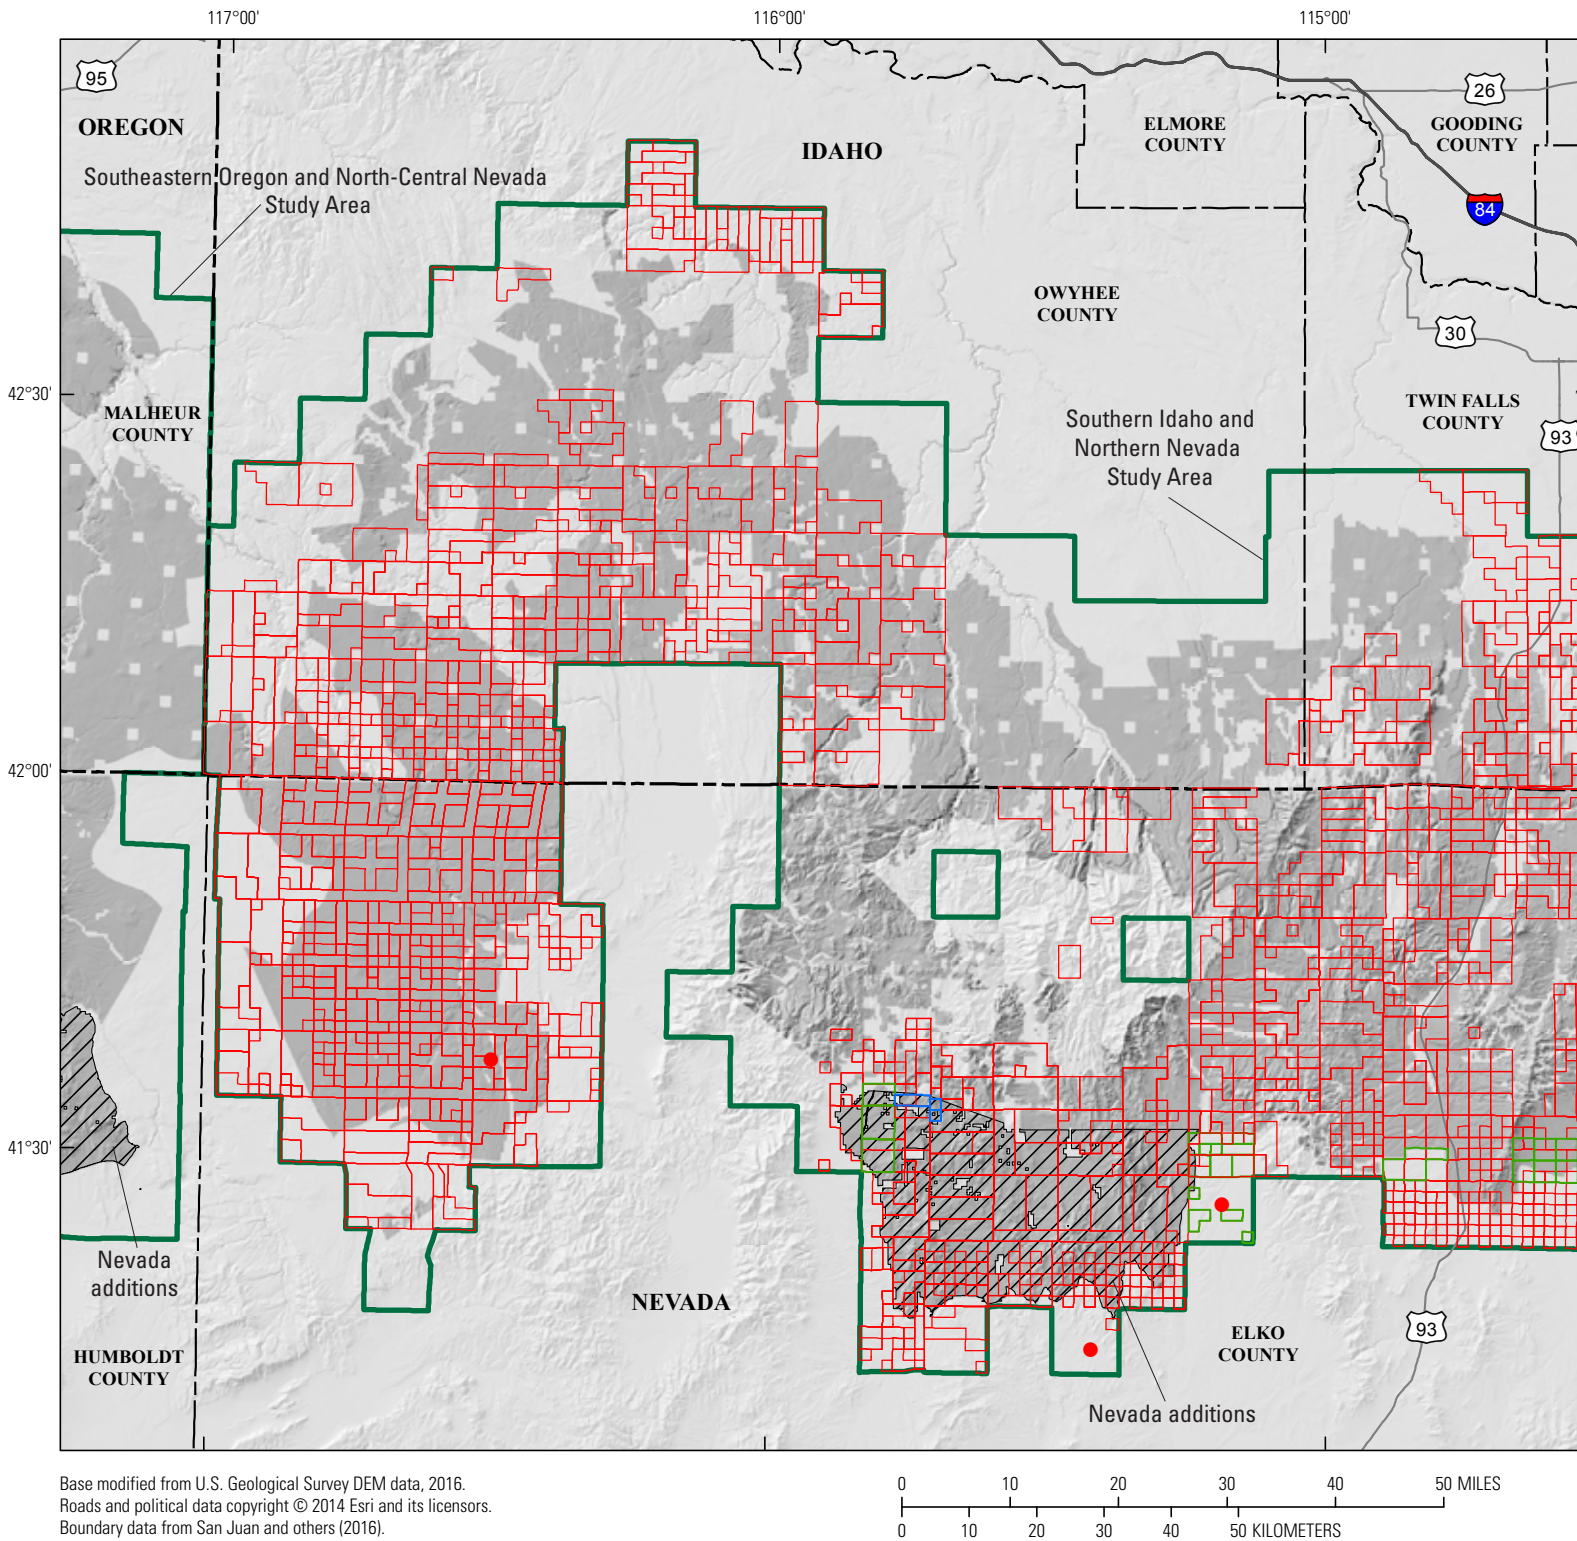 117°00'
116°00'
115°00'
95
26
OREGON
IDAHO
ELMORE
COUNTY
GOODING
COUNTY
Southeastern Oregon and North-Central Nevada
Study Area
84
OWYHEE
COUNTY
30
42°30'
MALHEUR
COUNTY
TWIN FALLS
COUNTY
Southern Idaho and
Northern Nevada
Study Area
93
42°00'
41°30'
Nevada
additions
NEVADA
HUMBOLDT
COUNTY
ELKO
COUNTY
93
Nevada additions
Base modified from U.S. Geological Survey DEM data, 2016.
Roads and political data copyright © 2014 Esri and its licensors.
Boundary data from San Juan and others (2016).
0 10 20 30 40 50 MILES
0 10 20 30 40 50 KILOMETERS